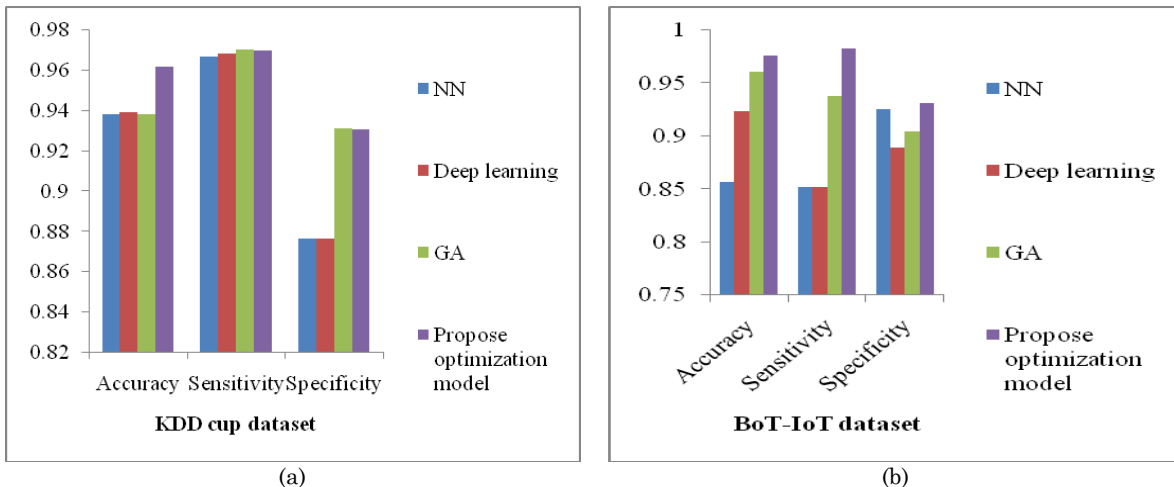 0.98
0.96
0.94
0.92
0.9
0.88
0.86
0.84
0.82
Accuracy Sensitivity Specificity
KDD cup dataset
NN
Deep learning
GA
Propose
optimization
model
(a)
1
0.95
0.9
0.85
0.8
0.75
Accuracy
Sensitivity
Specificity
BoT-IoT dataset
NN
Deep learning
GA
Propose
optimization
model
(b)